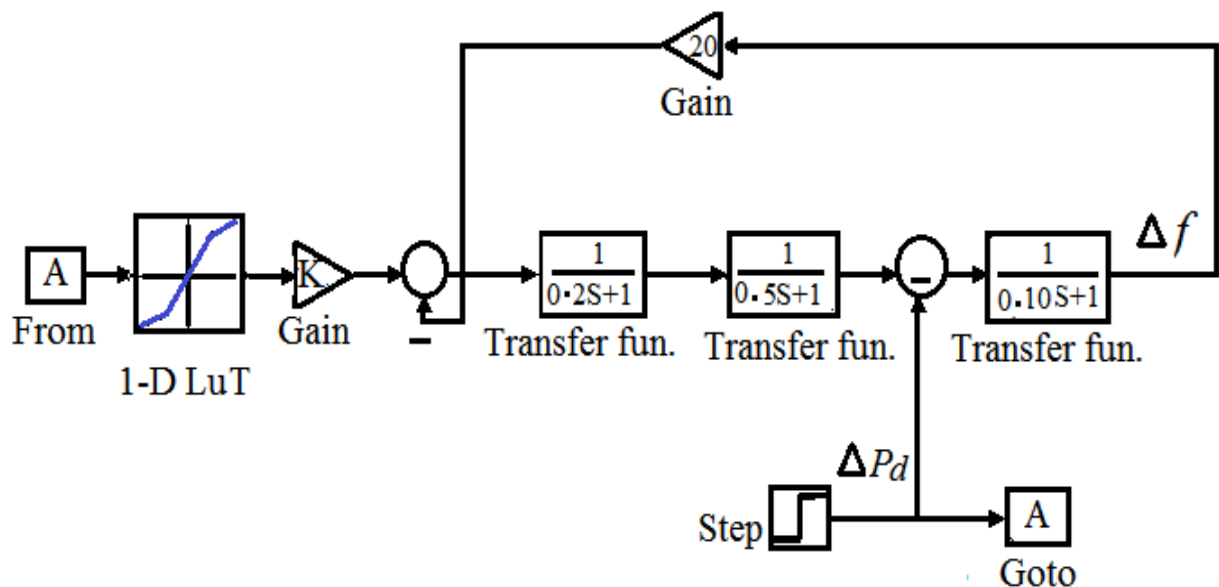 20
Gain
Δf
A
From
1-D LuT
K
Gain
-
1
0.2S+1
Transfer fun.
1
0.5S+1
Transfer fun.
-
1
0.10S+1
Transfer fun.
ΔPd
Step
A
Goto